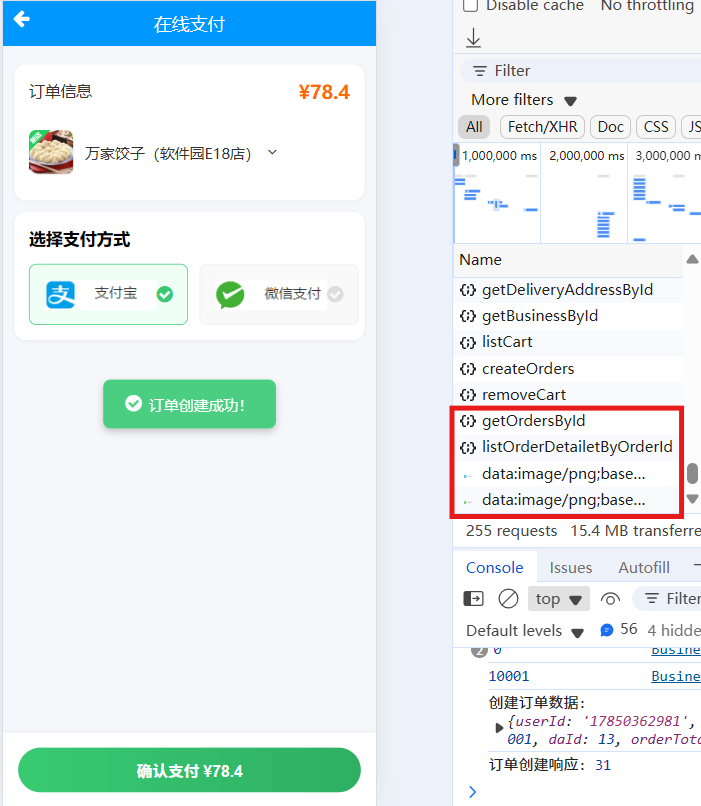 在线支付
订单信息
¥78.4
新店
万家饺子（软件园E18店）
选择支付方式
支付宝
微信支付
订单创建成功！
确认支付 ¥78.4
Disable cache No throttling
Filter
More filters
All Fetch/XHR Doc CSS JS
1,000,000 ms 2,000,000 ms 3,000,000 m
Name
getDeliveryAddressById
getBusinessById
listCart
createOrders
removeCart
getOrdersById
listOrderDetailetByOrderId
data:image/png;base...
data:image/png;base...
255 requests 15.4 MB transferre
Console Issues Autofill
top Filter
Default levels 56 4 hidde
2 0 Busine
10001 Busine
创建订单数据:
{userId: '17850362981',
001, daId: 13, orderToto
订单创建响应: 31